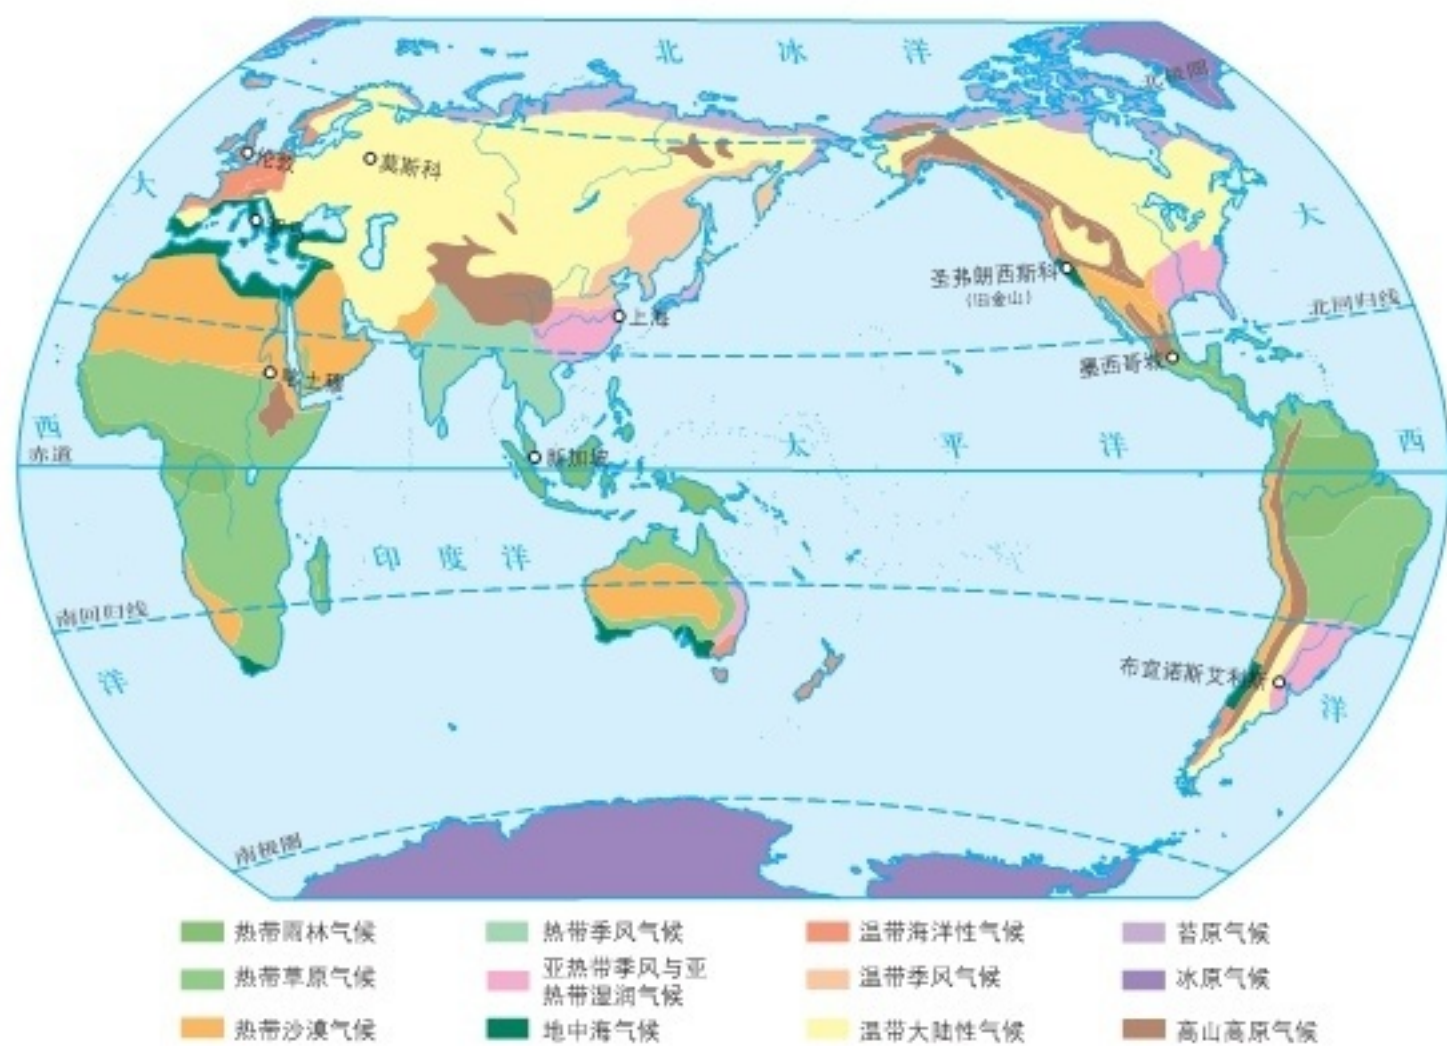 北 冰 洋
北极圈
伦敦
莫斯科
大
大
圣弗朗西斯科
(旧金山)
北回归线
上海
墨西哥城
喀土穆
西
太 平 洋
西
赤道
新加坡
印 度 洋
南回归线
布宜诺斯艾利斯
洋
洋
南极圈
热带雨林气候
热带季风气候
温带海洋性气候
苔原气候
热带草原气候
亚热带季风与亚
热带湿润气候
温带季风气候
冰原气候
热带沙漠气候
地中海气候
温带大陆性气候
高山高原气候